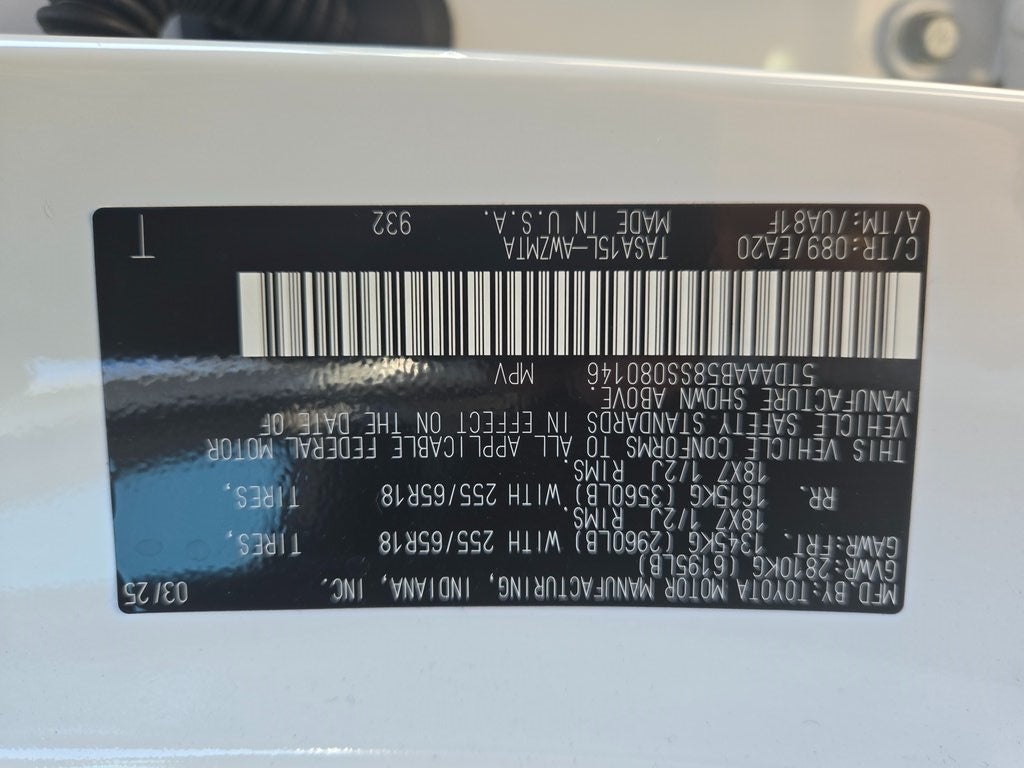 MFD.BY:TOYOTA MOTOR MANUFACTURING, INDIANA, INC. 03/25
GVWR:2810KG (6195LB)
GAWR:FRT. 1345KG (2960LB) WITH 255/65R18 TIRES,
18X7 1/2J RIMS.
RR. 1615KG (3560LB) WITH 255/65R18 TIRES,
18X7 1/2J RIMS.
THIS VEHICLE CONFORMS TO ALL APPLICABLE FEDERAL MOTOR
VEHICLE SAFETY STANDARDS IN EFFECT ON THE DATE OF
MANUFACTURE SHOWN ABOVE.
5TDAAAB58SS080146 MPV
C/TR:089/EA20 TASA15L-AWZMTA
A/TM:/UA81F MADE IN U.S.A. 932 T